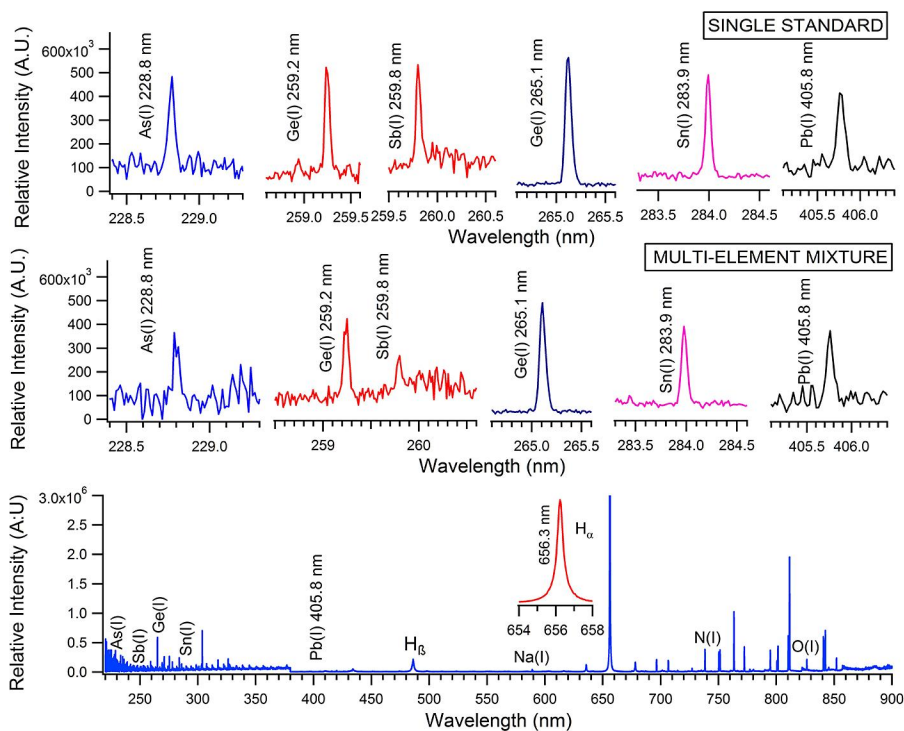 SINGLE STANDARD
Relative Intensity (A.U.)
600x10³
500
400
300
200
100
0
As(I) 228.8 nm
Ge(I) 259.2 nm
Sb(I) 259.8 nm
Ge(I) 265.1 nm
Sn(I) 283.9 nm
Pb(I) 405.8 nm
228.5 229.0 259.0 259.5 259.5 260.0 260.5 265.0 265.5 283.5 284.0 284.5 405.5 406.0
Wavelength (nm)
MULTI-ELEMENT MIXTURE
Relative Intensity (A.U.)
600x10³
500
400
300
200
100
0
As(I) 228.8 nm
Ge(I) 259.2 nm
Sb(I) 259.8 nm
Ge(I) 265.1 nm
Sn(I) 283.9 nm
Pb(I) 405.8 nm
228.5 229.0 259 260 265.0 265.5 283.5 284.0 284.5 405.5 406.0
Wavelength (nm)
Relative Intensity (A:U)
3.0x10⁶
2.5
2.0
1.5
1.0
0.5
0.0
As(I)
Sb(I)
Ge(I)
Sn(I)
Pb(I) 405.8 nm
Hß
Na(I)
656.3 nm
Hα
654 656 658
N(I)
O(I)
250 300 350 400 450 500 550 600 650 700 750 800 850 900
Wavelength (nm)